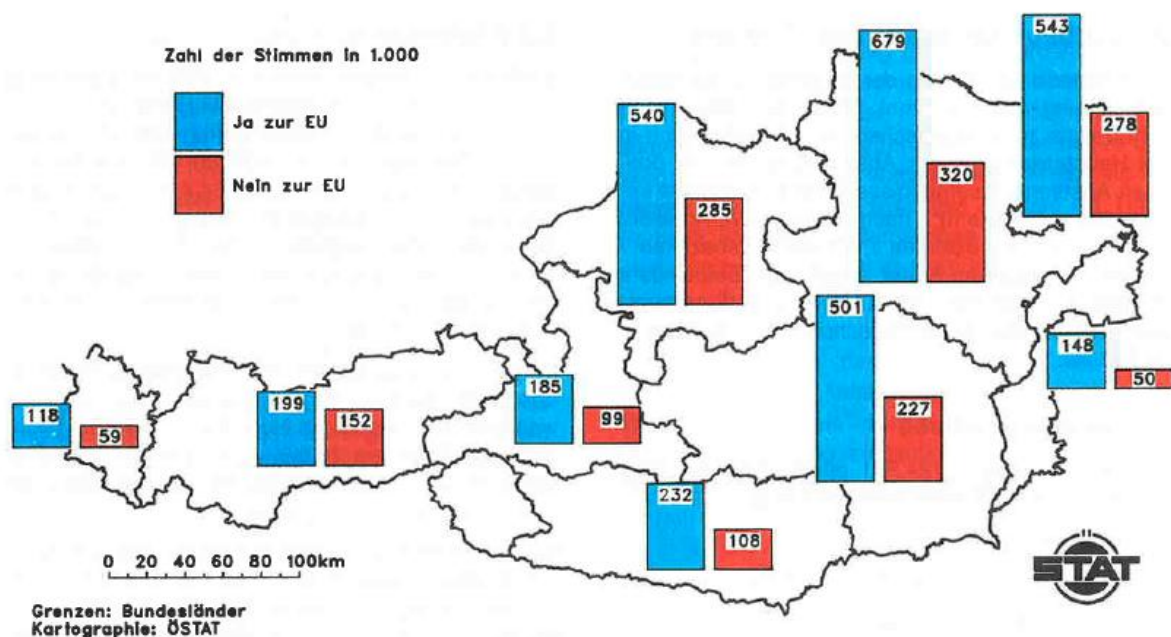 Zahl der Stimmen in 1.000
Ja zur EU
Nein zur EU
540
285
679
320
543
278
501
227
148
50
118
59
199
152
185
99
232
108
0 20 40 60 80 100km
Grenzen: Bundesländer
Kartographie: ÖSTAT
ÖSTAT